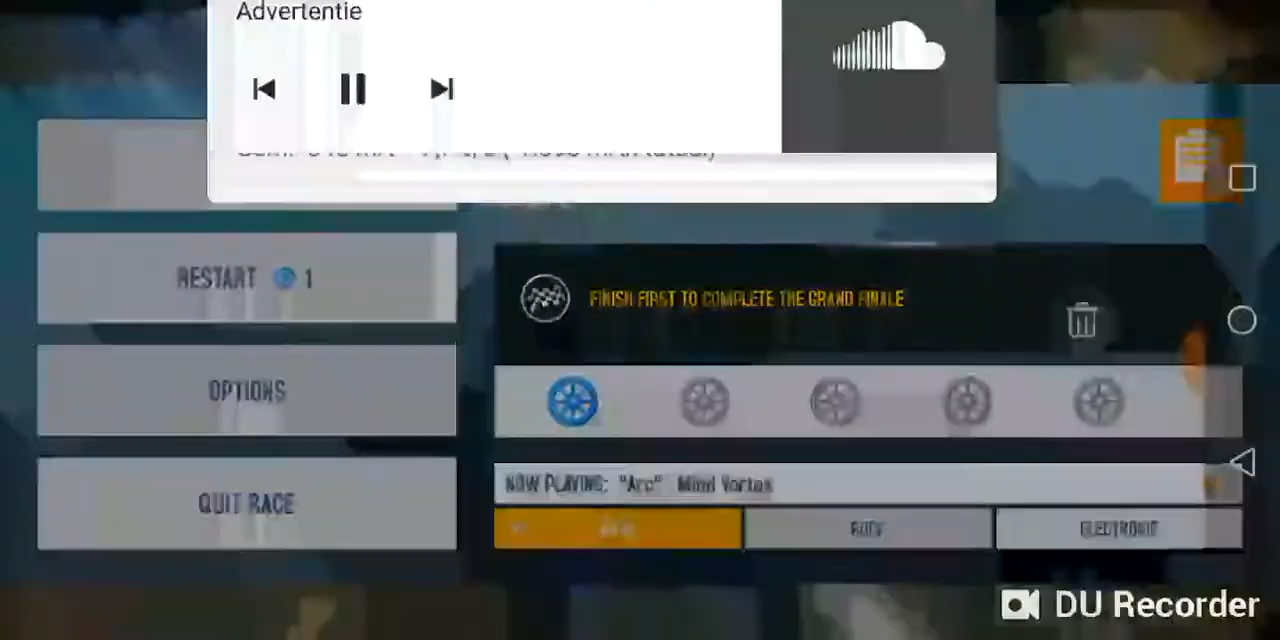 Advertentie
RESTART 1
FINISH FIRST TO COMPLETE THE GRAND FINALE
OPTIONS
NOW PLAYING: "Arc" Mind Vortex
QUIT RACE
ROCK
ELECTRONIC
DU Recorder